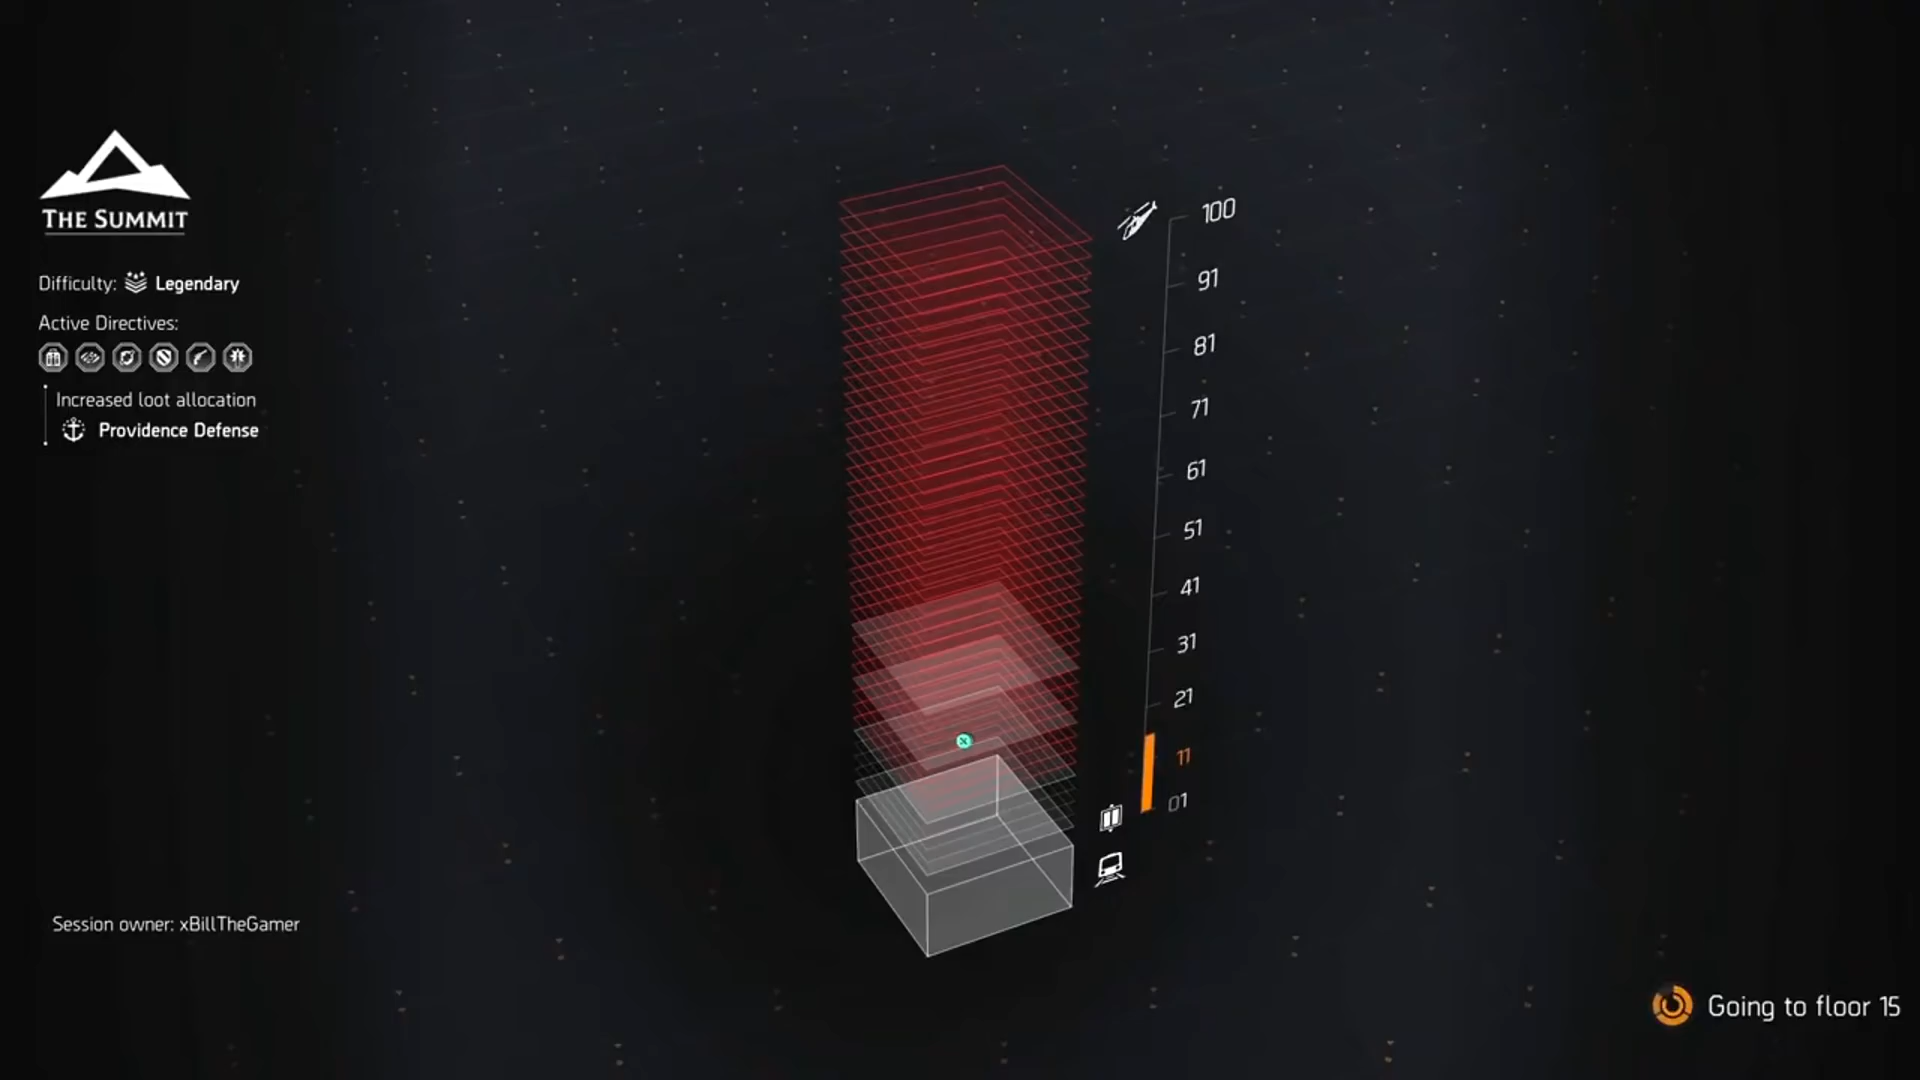 THE SUMMIT
Difficulty: Legendary
Active Directives:
Increased loot allocation
Providence Defense
100
91
81
71
61
51
41
31
21
11
01
Session owner: xBillTheGamer
Going to floor 15